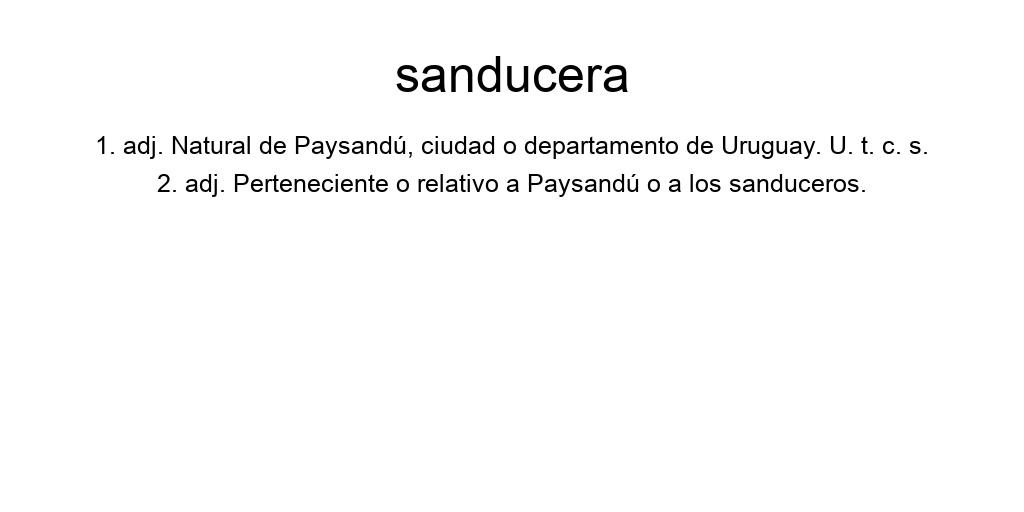 sanducera
1. adj. Natural de Paysandú, ciudad o departamento de Uruguay. U. t. c. s.
2. adj. Perteneciente o relativo a Paysandú o a los sanduceros.